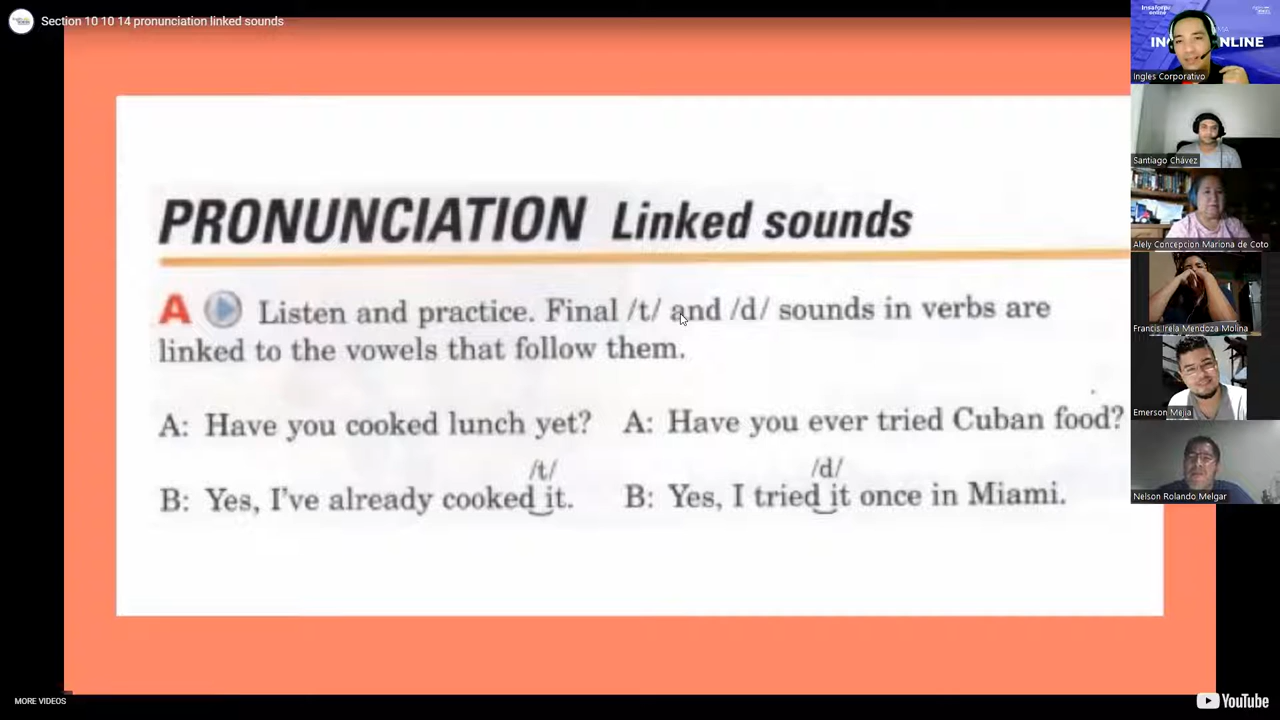 Section 10 10 14 pronunciation linked sounds
PRONUNCIATION Linked sounds
A Listen and practice. Final /t/ and /d/ sounds in verbs are
linked to the vowels that follow them.
A: Have you cooked lunch yet?
/t/
B: Yes, I've already cooked it.
A: Have you ever tried Cuban food?
/d/
B: Yes, I tried it once in Miami.
MORE VIDEOS
YouTube
Insaforp
online
NLINE
Ingles Corporativo
Santiago Chávez
Alely Concepcion Mariona de Coto
Francis Irela Mendoza Molina
Emerson Mejia
Nelson Rolando Melgar